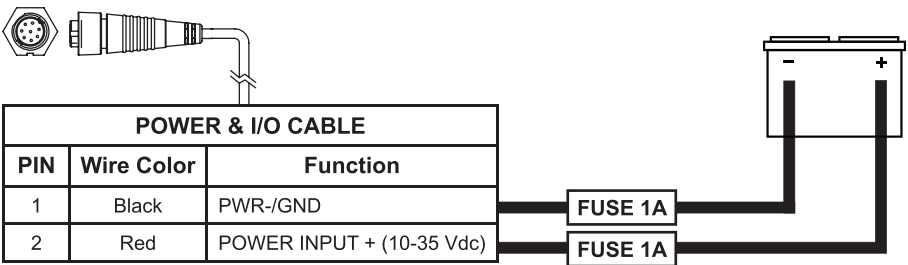 POWER & I/O CABLE
PIN Wire Color Function
1 Black PWR-/GND
2 Red POWER INPUT + (10-35 Vdc)
FUSE 1A
FUSE 1A
- +